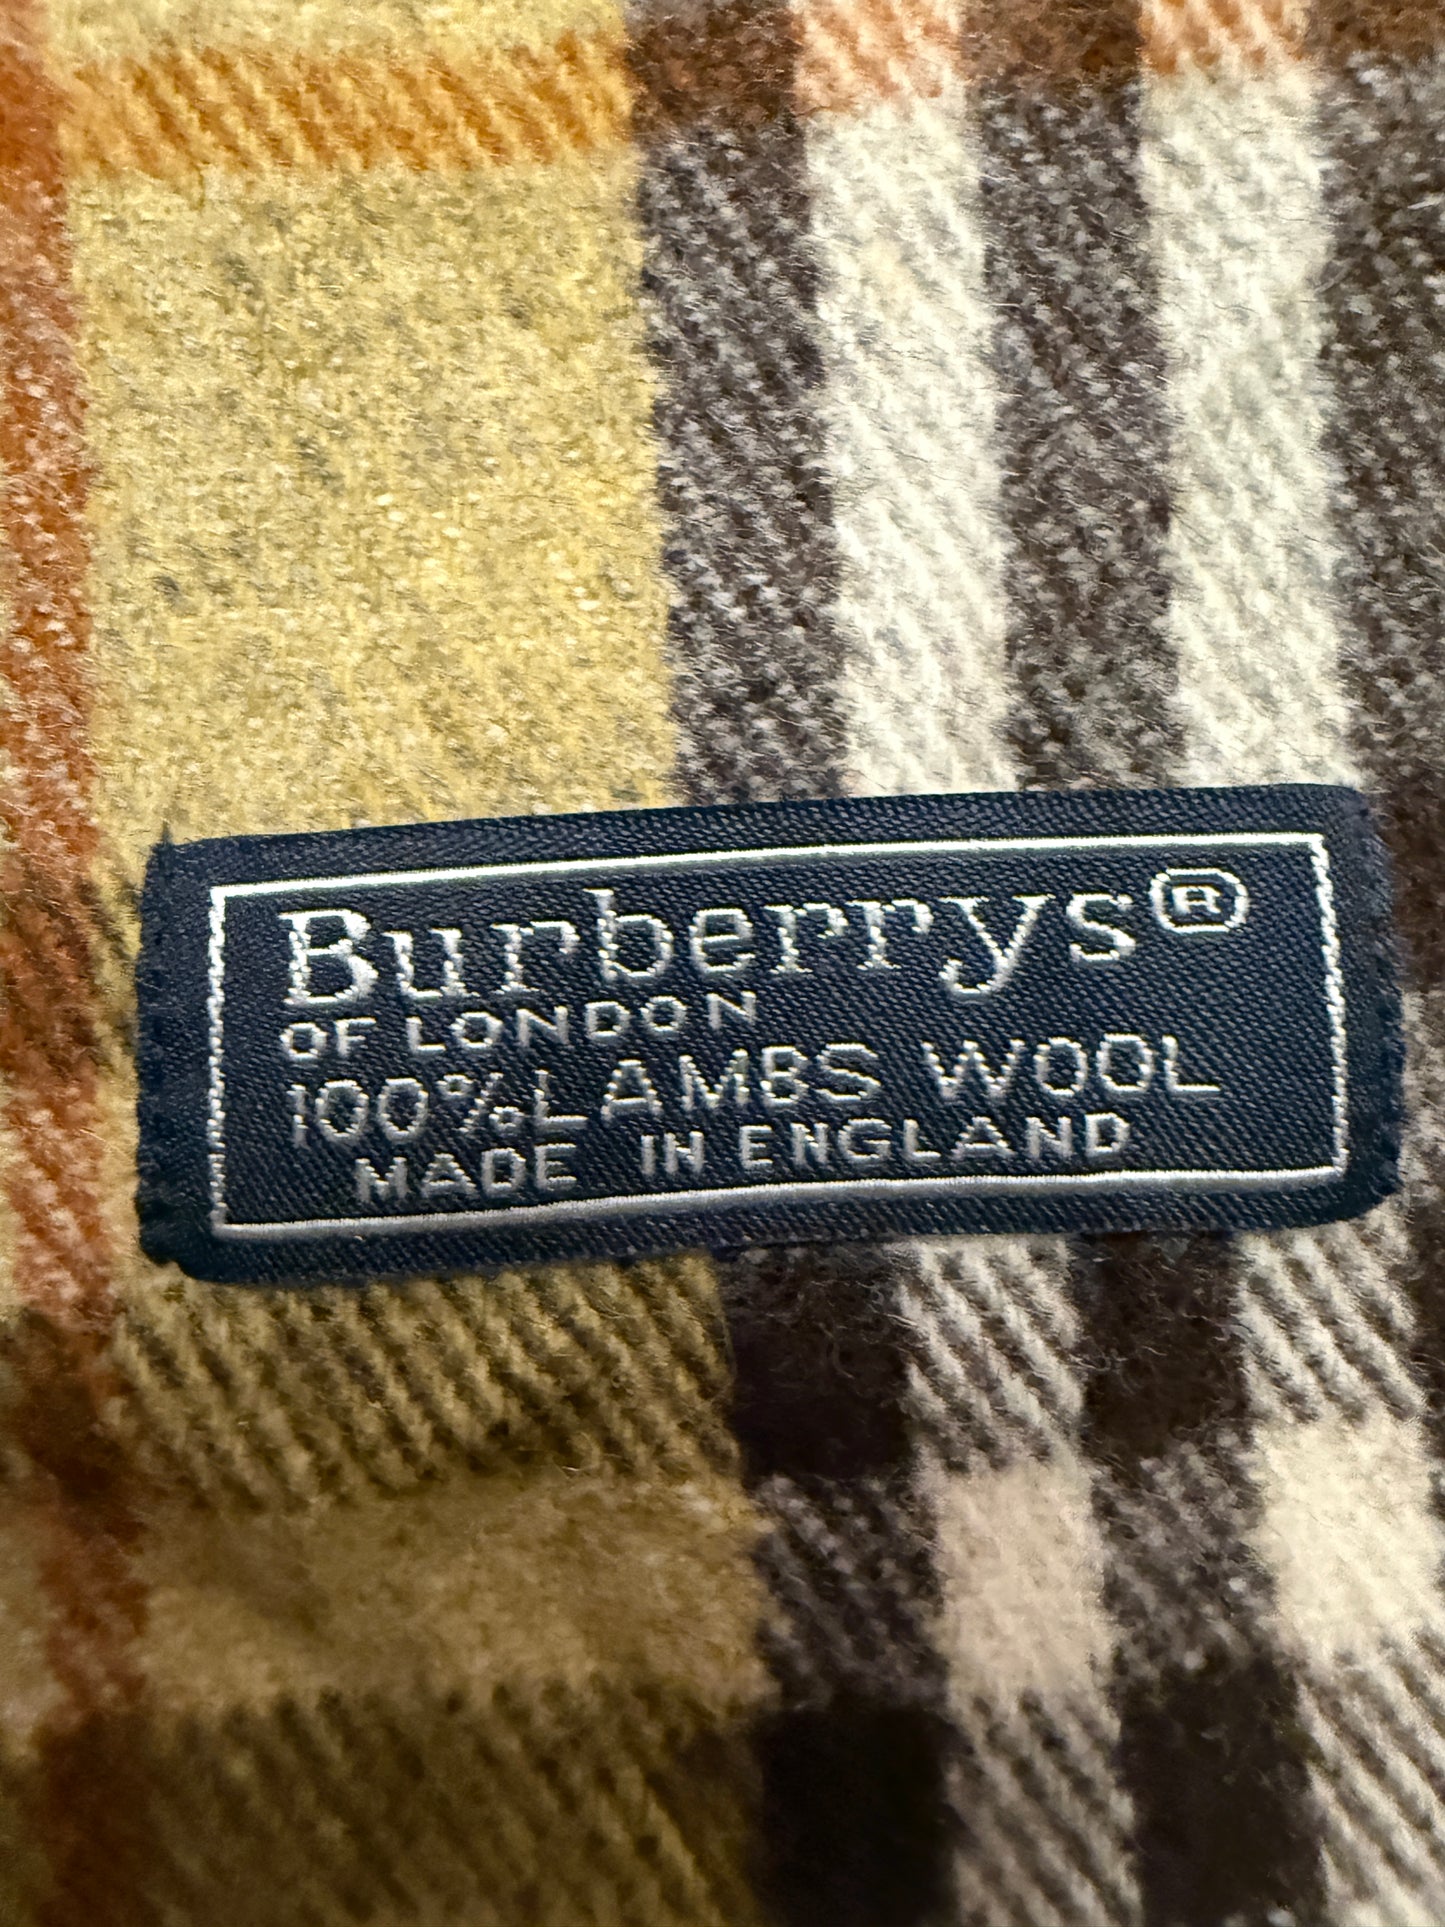 Burberrys®
OF LONDON
100% LAMBS WOOL
MADE IN ENGLAND